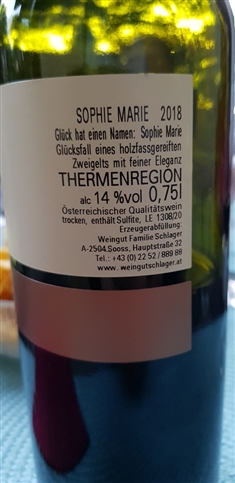 SOPHIE MARIE 2018
Glück hat einen Namen: Sophie Marie
Glücksfall eines holzfassgereiften
Zweigelts mit feiner Eleganz
THERMENREGION
alc 14 %vol 0,75l
Österreichischer Qualitätswein
trocken, enthält Sulfite, LE 1308/20
Erzeugerabfüllung:
Weingut Familie Schlager
A-2504.Sooss, Hauptstraße 32
Tel.: +43 (0) 22 52 / 889 88
www.weingutschlager.at